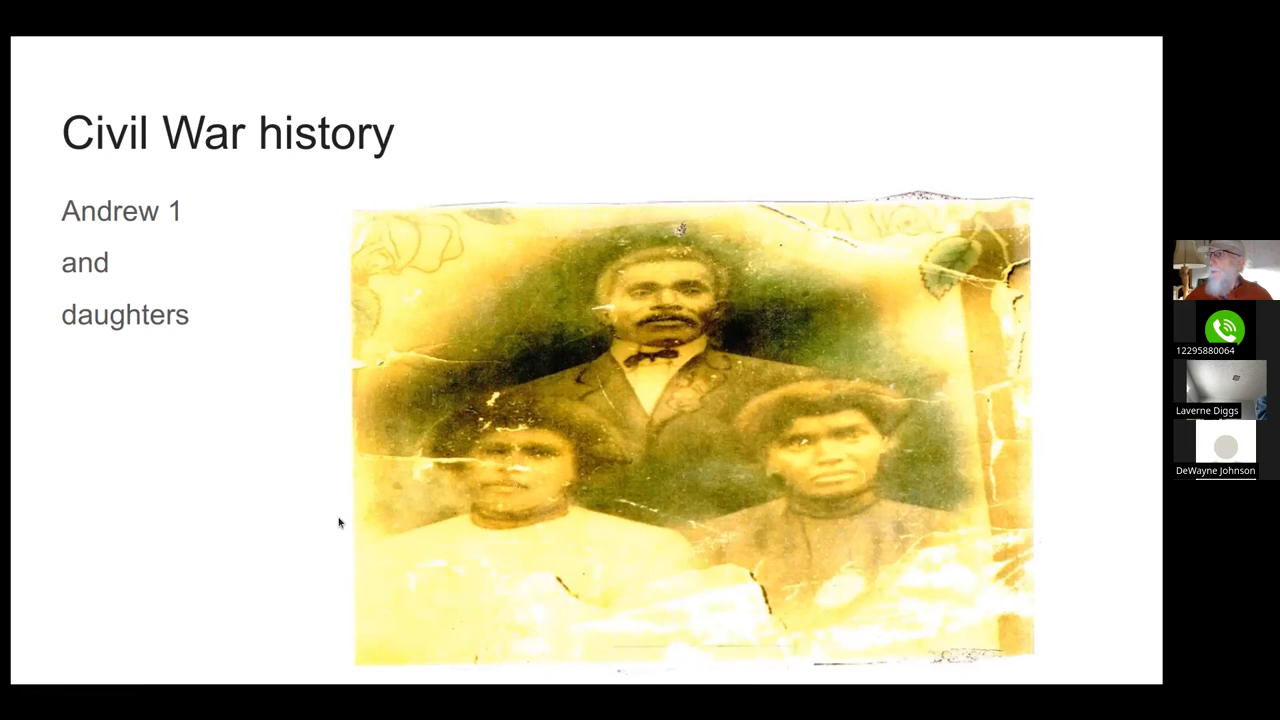 Civil War history
Andrew 1
and
daughters
12295880064
Laverne Diggs
DeWayne Johnson